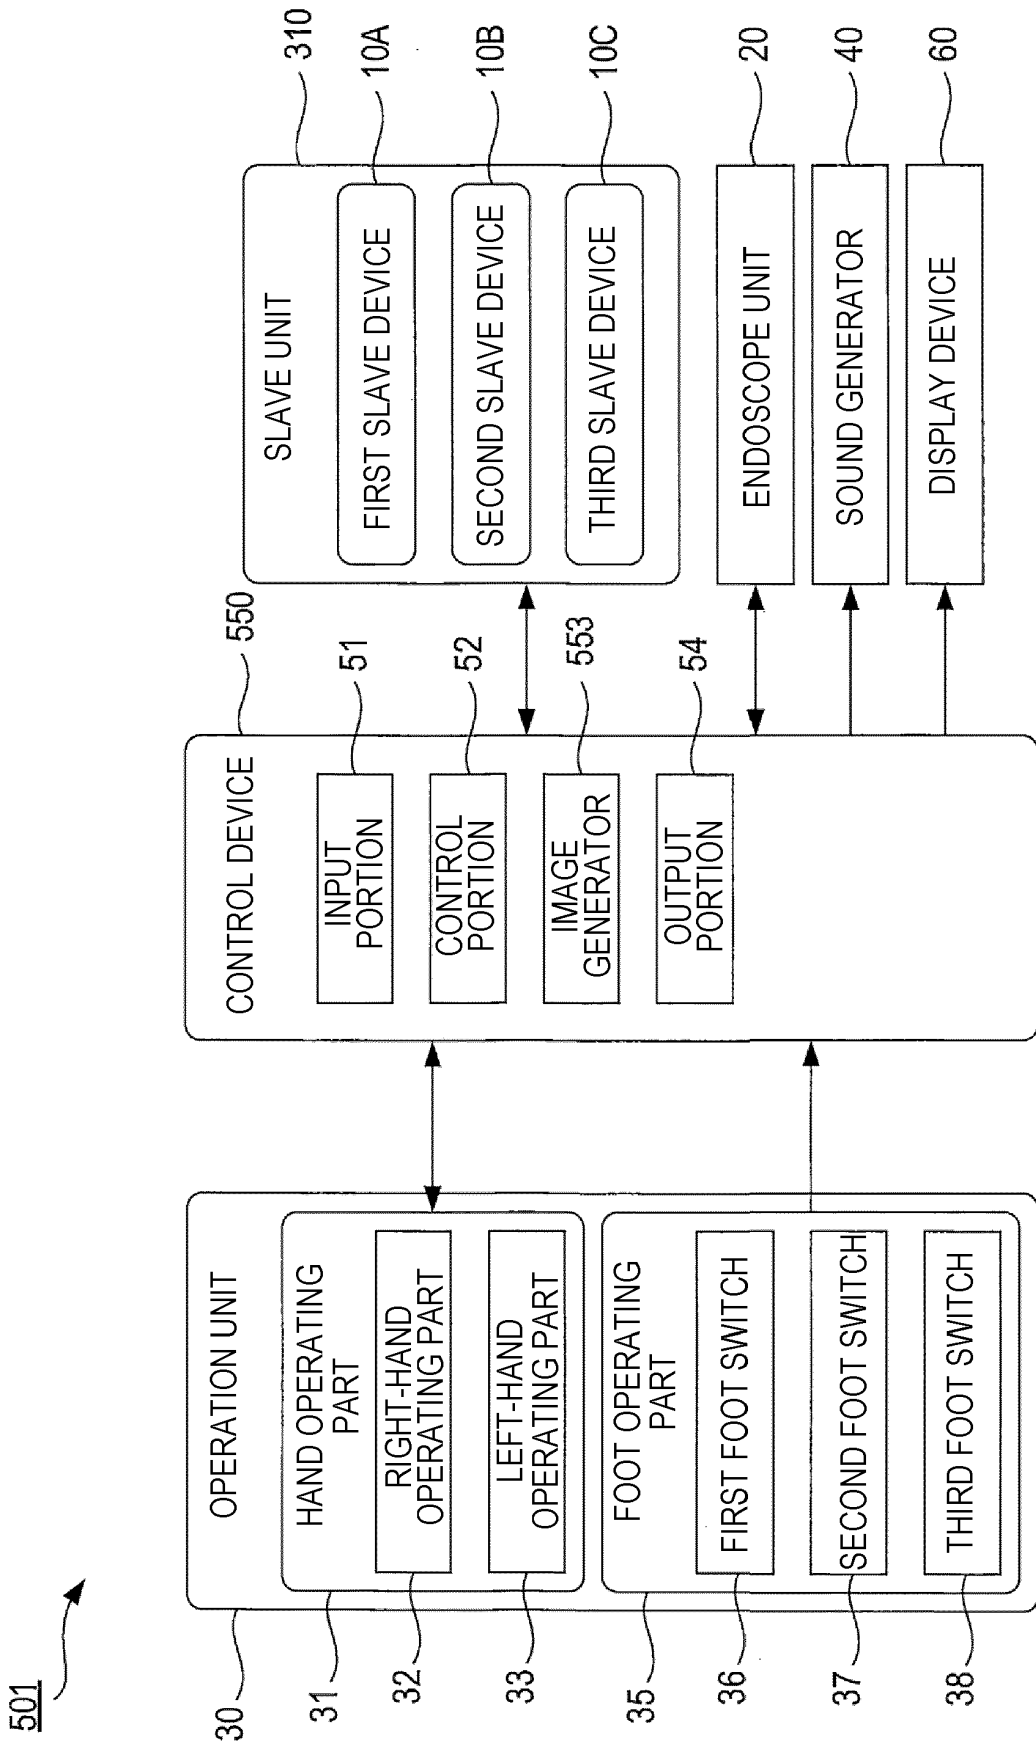 501
30
OPERATION UNIT
31
HAND OPERATING
PART
32
RIGHT-HAND
OPERATING PART
33
LEFT-HAND
OPERATING PART
35
FOOT OPERATING
PART
36
FIRST FOOT SWITCH
37
SECOND FOOT SWITCH
38
THIRD FOOT SWITCH
550
CONTROL DEVICE
INPUT
PORTION
51
CONTROL
PORTION
52
IMAGE
GENERATOR
553
OUTPUT
PORTION
54
SLAVE UNIT
310
FIRST SLAVE DEVICE
10A
SECOND SLAVE DEVICE
10B
THIRD SLAVE DEVICE
10C
ENDOSCOPE UNIT
20
SOUND GENERATOR
40
DISPLAY DEVICE
60